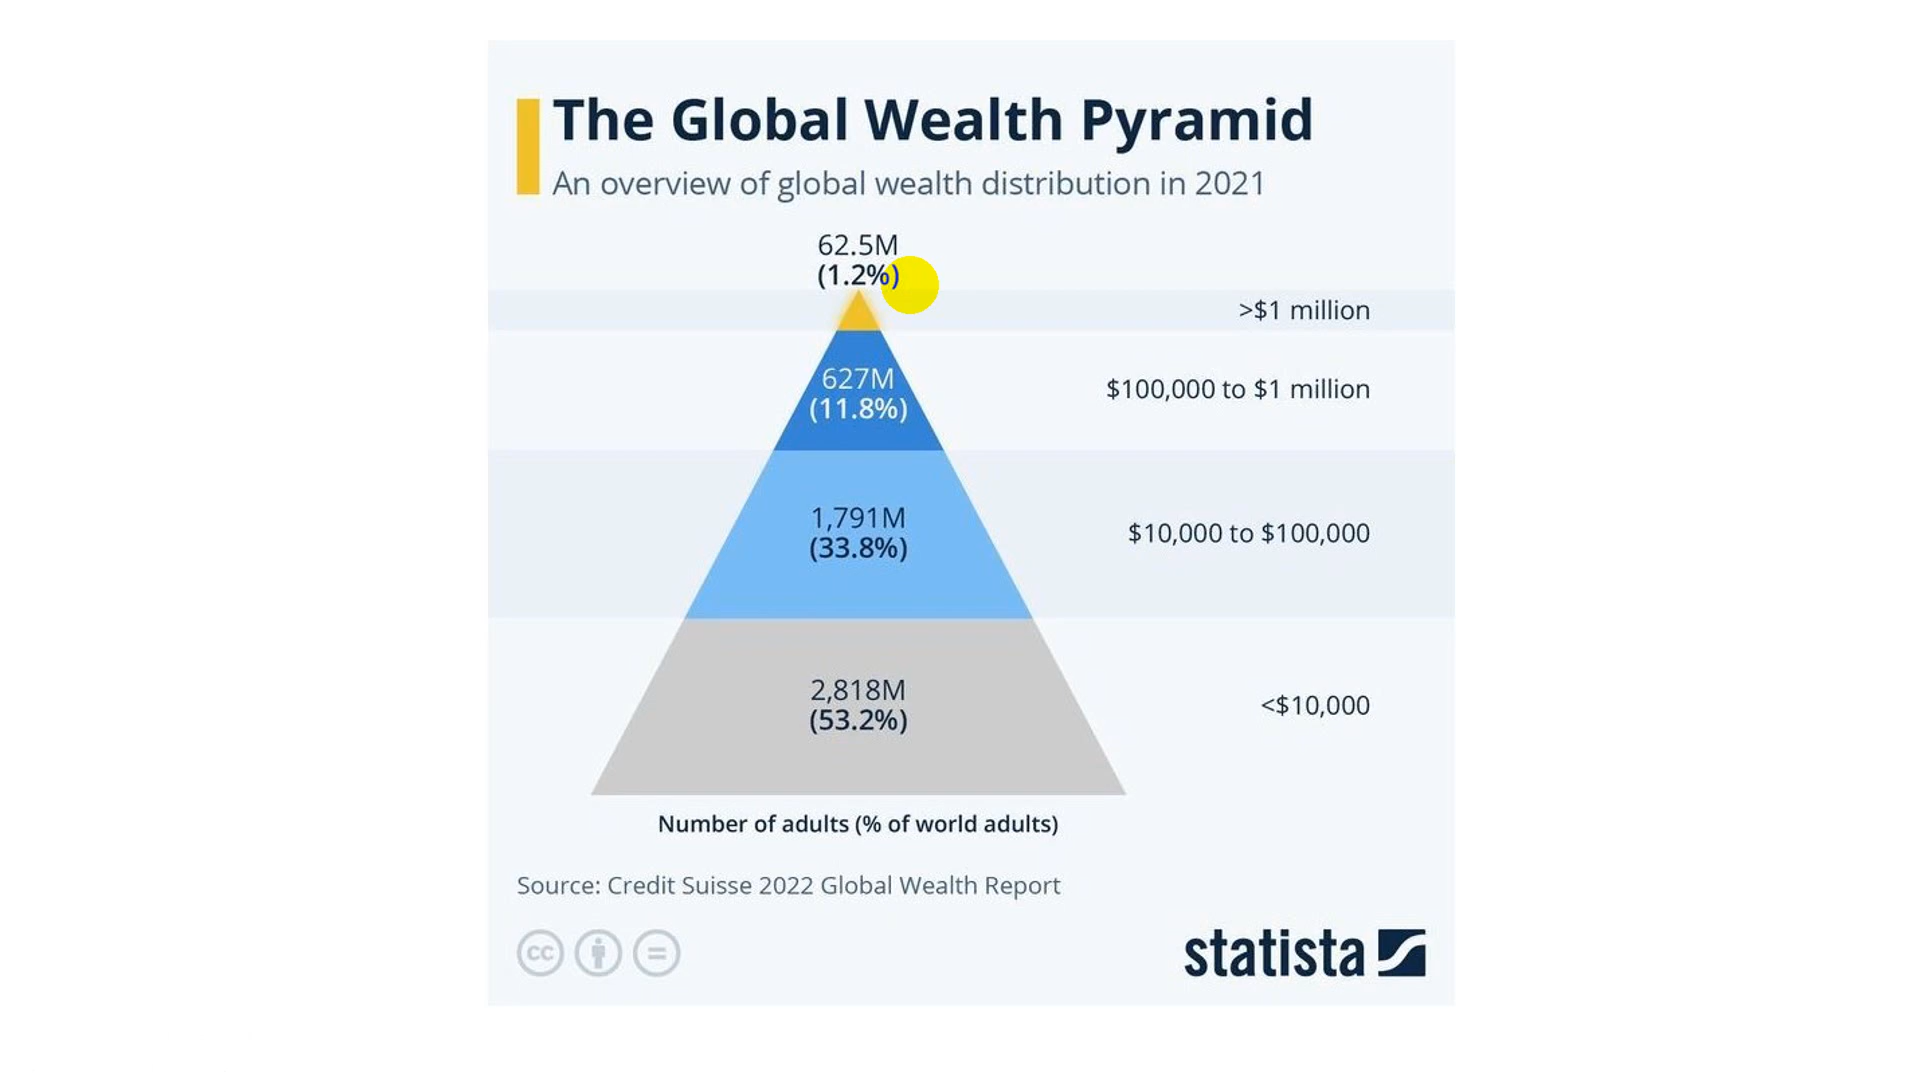 The Global Wealth Pyramid
An overview of global wealth distribution in 2021
62.5M
(1.2%)
>$1 million
627M
(11.8%)
$100,000 to $1 million
1,791M
(33.8%)
$10,000 to $100,000
2,818M
(53.2%)
<$10,000
Number of adults (% of world adults)
Source: Credit Suisse 2022 Global Wealth Report
cc
statista